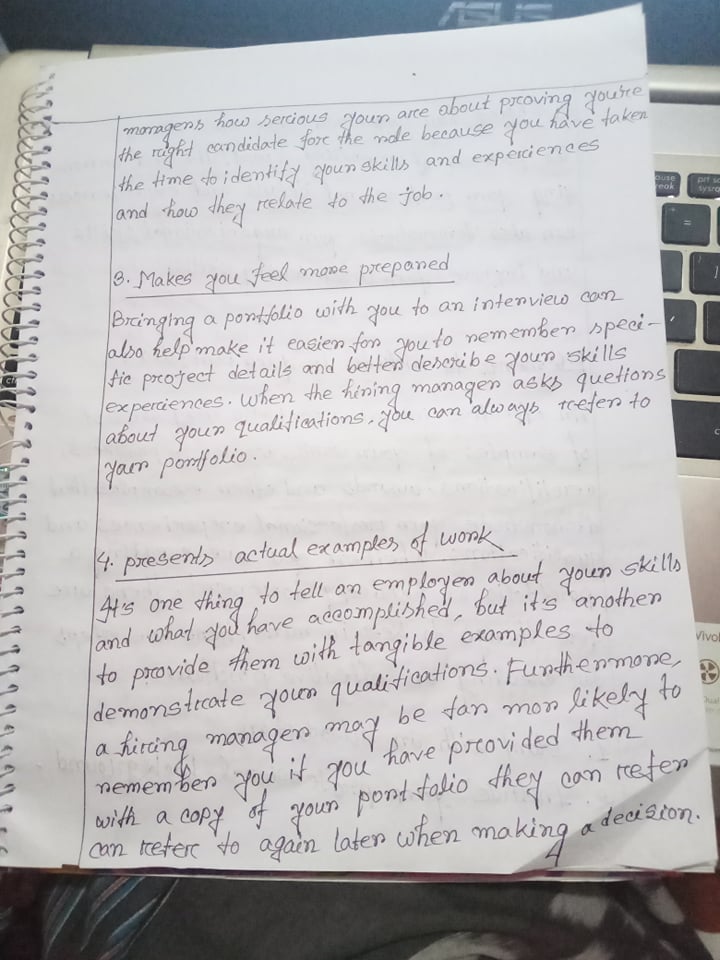 ASUS
managers how serious your are about proving you're
the right candidate for the role because you have taken
the time to identify your skills and experiences
and how they relate to the job.
3. Makes you feel more prepared
Bringing a portfolio with you to an interview can
also help make it easier for you to remember speci-
fic project details and better describe your skills
experciences. When the hiring manager asks quetions
about your qualifications, you can always refer to
your portfolio.
4. presents actual examples of work
It's one thing to tell an employer about your skills
and what you have accomplished, but it's another
to provide them with tangible examples to
demonstrate your qualifications. Furthermore,
a hiring manager may be far mor likely to
remember you if you have provided them
with a copy of your portfolio they can refer
can refer to again later when making a decision.
4